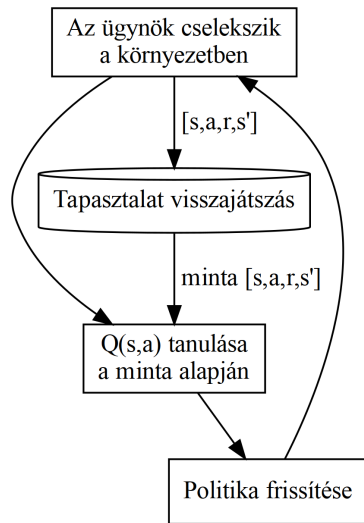 Az ügynök cselekszik
a környezetben
[s,a,r,s']
Tapasztalat visszajátszás
minta [s,a,r,s']
Q(s,a) tanulása
a minta alapján
Politika frissítése